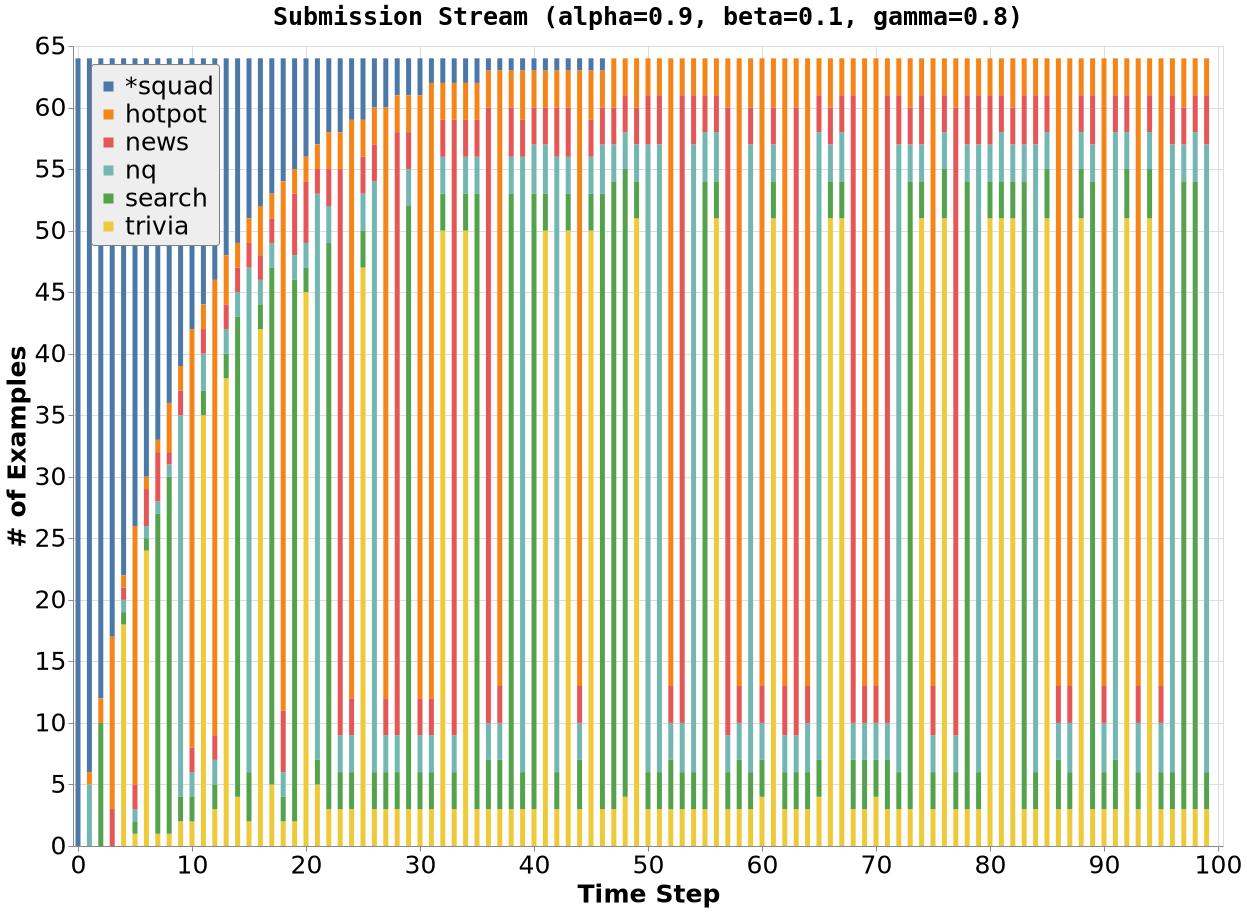 Submission Stream (alpha=0.9, beta=0.1, gamma=0.8)
# of Examples
65
60
55
50
45
40
35
30
25
20
15
10
5
0
*squad
hotpot
news
nq
search
trivia
0 10 20 30 40 50 60 70 80 90 100
Time Step